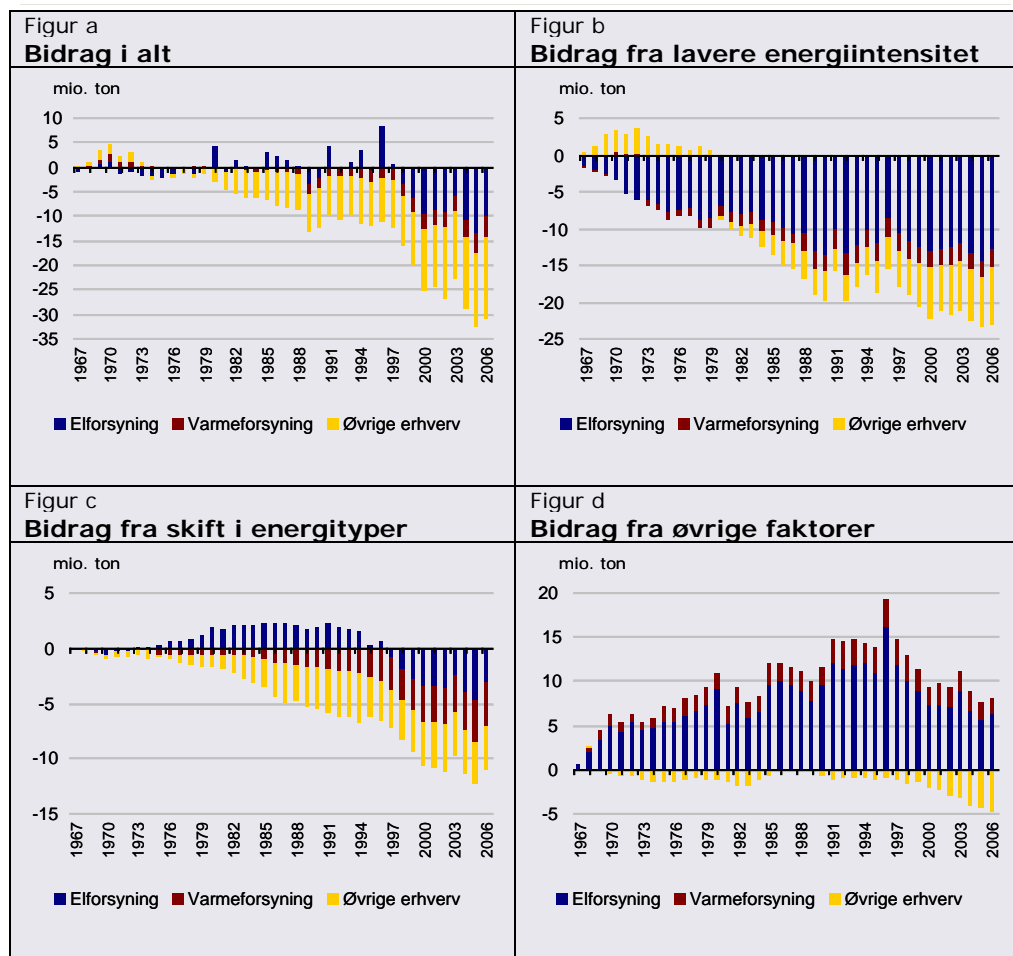 Figur a
Bidrag i alt
mio. ton
10
5
0
-5
-10
-15
-20
-25
-30
-35
1967 1970 1973 1976 1979 1982 1985 1988 1991 1994 1997 2000 2003 2006
Elforsyning Varmeforsyning Øvrige erhverv
Figur b
Bidrag fra lavere energiintensitet
mio. ton
5
0
-5
-10
-15
-20
-25
1967 1970 1973 1976 1979 1982 1985 1988 1991 1994 1997 2000 2003 2006
Elforsyning Varmeforsyning Øvrige erhverv
Figur c
Bidrag fra skift i energityper
mio. ton
5
0
-5
-10
-15
1967 1970 1973 1976 1979 1982 1985 1988 1991 1994 1997 2000 2003 2006
Elforsyning Varmeforsyning Øvrige erhverv
Figur d
Bidrag fra øvrige faktorer
mio. ton
20
15
10
5
0
-5
1967 1970 1973 1976 1979 1982 1985 1988 1991 1994 1997 2000 2003 2006
Elforsyning Varmeforsyning Øvrige erhverv